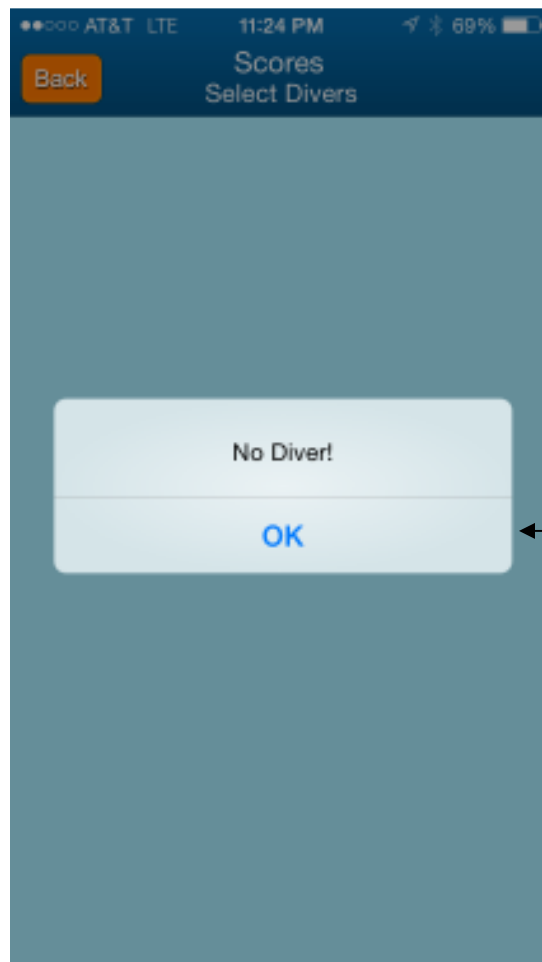 AT&T LTE 11:24 PM 69%
Back
Scores
Select Divers
No Diver!
OK